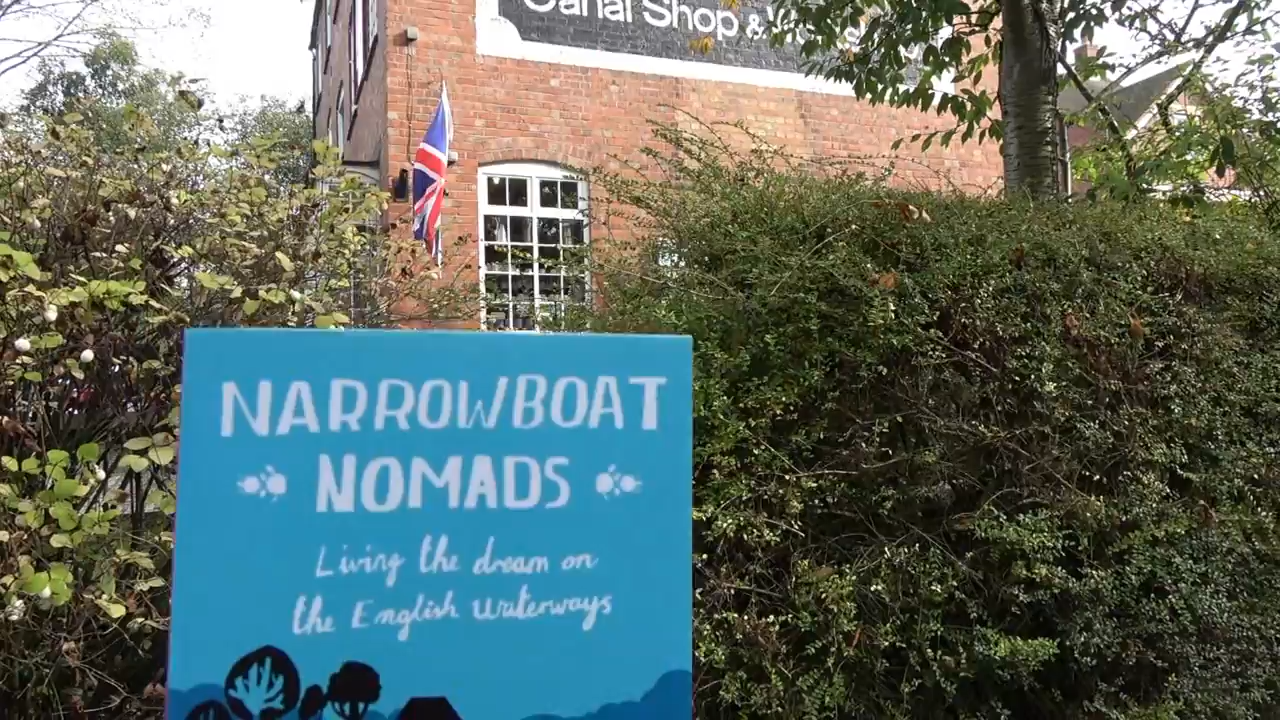 Canal Shop &
NARROWBOAT
NOMADS
Living the dream on
the English waterways